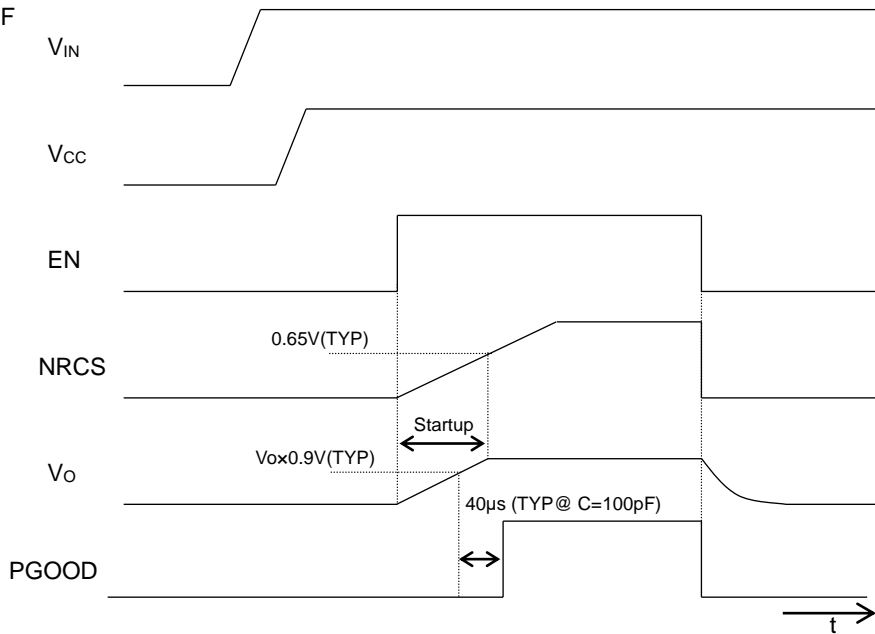 F
VIN
VCC
EN
0.65V(TYP)
NRCS
Startup
Vo×0.9V(TYP)
VO
40µs (TYP@ C=100pF)
PGOOD
t